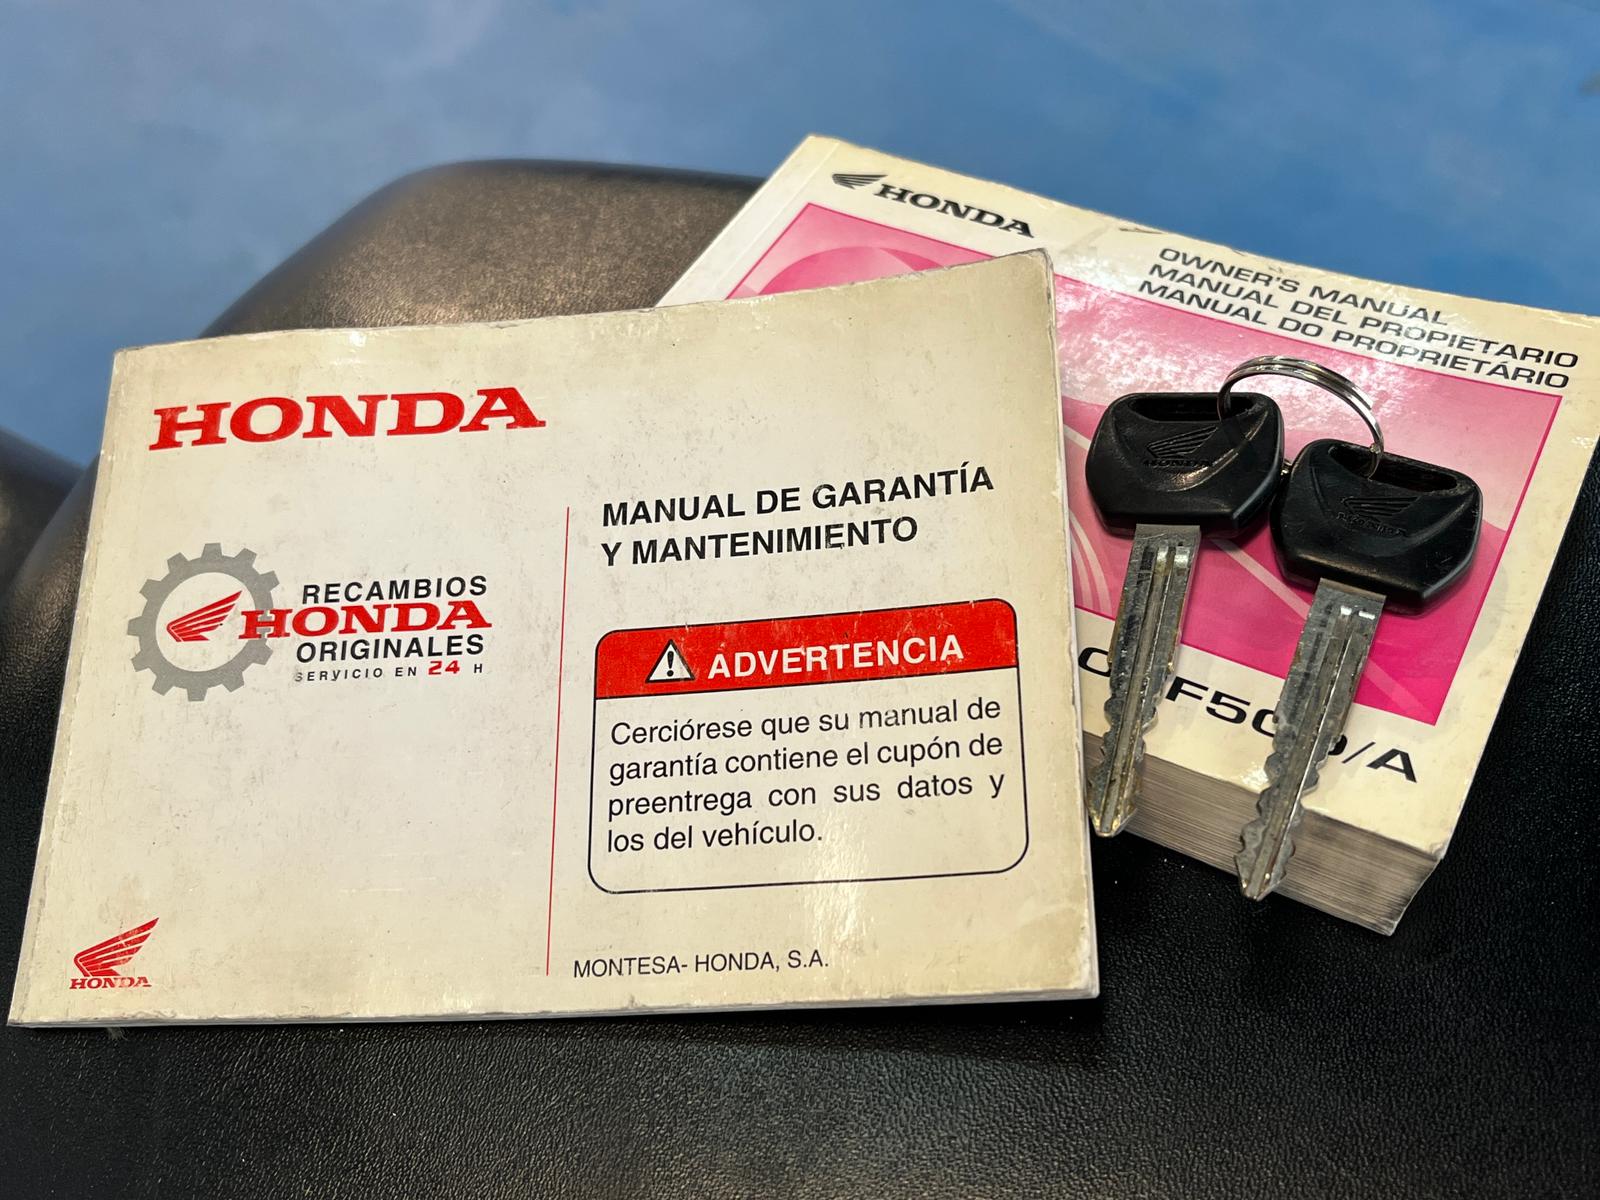 HONDA
RECAMBIOS
HONDA
ORIGINALES
SERVICIO EN 24 H
MANUAL DE GARANTÍA
Y MANTENIMIENTO
ADVERTENCIA
Cerciórese que su manual de
garantía contiene el cupón de
preentrega con sus datos y
los del vehículo.
MONTESA- HONDA, S.A.
HONDA
HONDA
OWNER'S MANUAL
MANUAL DEL PROPIETARIO
MANUAL DO PROPRIETÁRIO
HONDA
HONDA